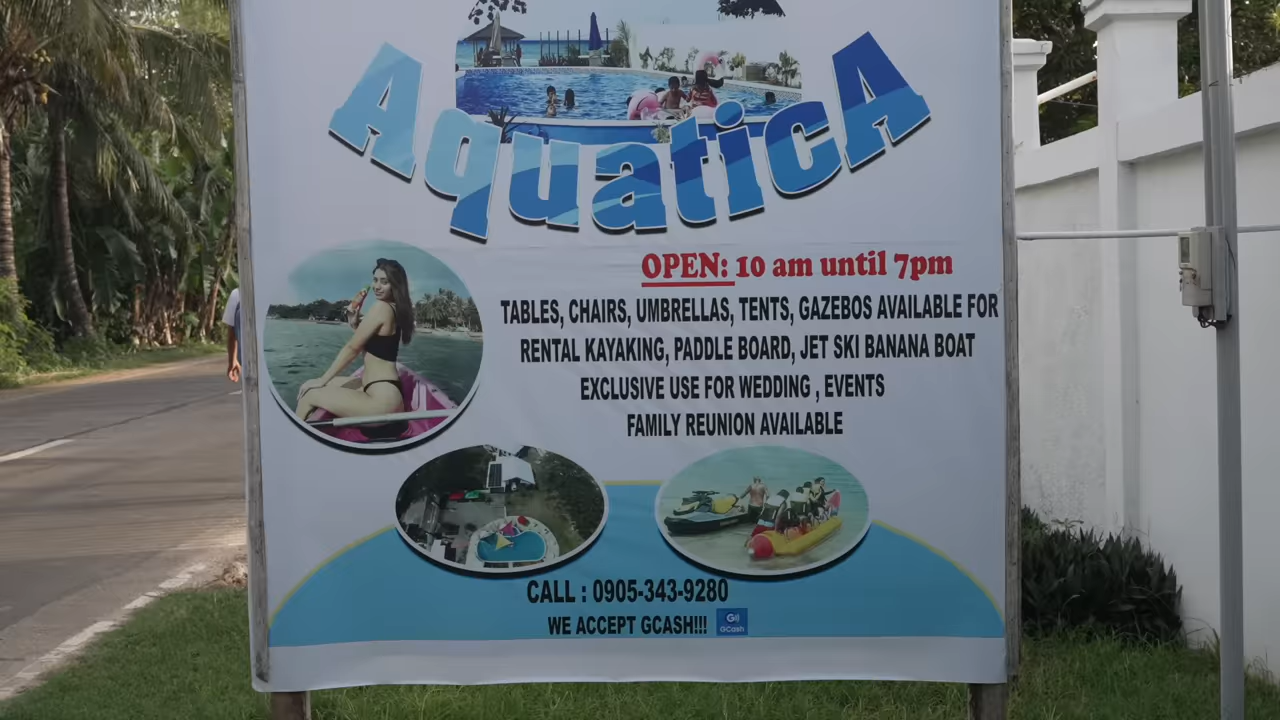 AquaticA
OPEN: 10 am until 7pm
TABLES, CHAIRS, UMBRELLAS, TENTS, GAZEBOS AVAILABLE FOR
RENTAL KAYAKING, PADDLE BOARD, JET SKI BANANA BOAT
EXCLUSIVE USE FOR WEDDING , EVENTS
FAMILY REUNION AVAILABLE
CALL : 0905-343-9280
WE ACCEPT GCASH!!!
G
GCash